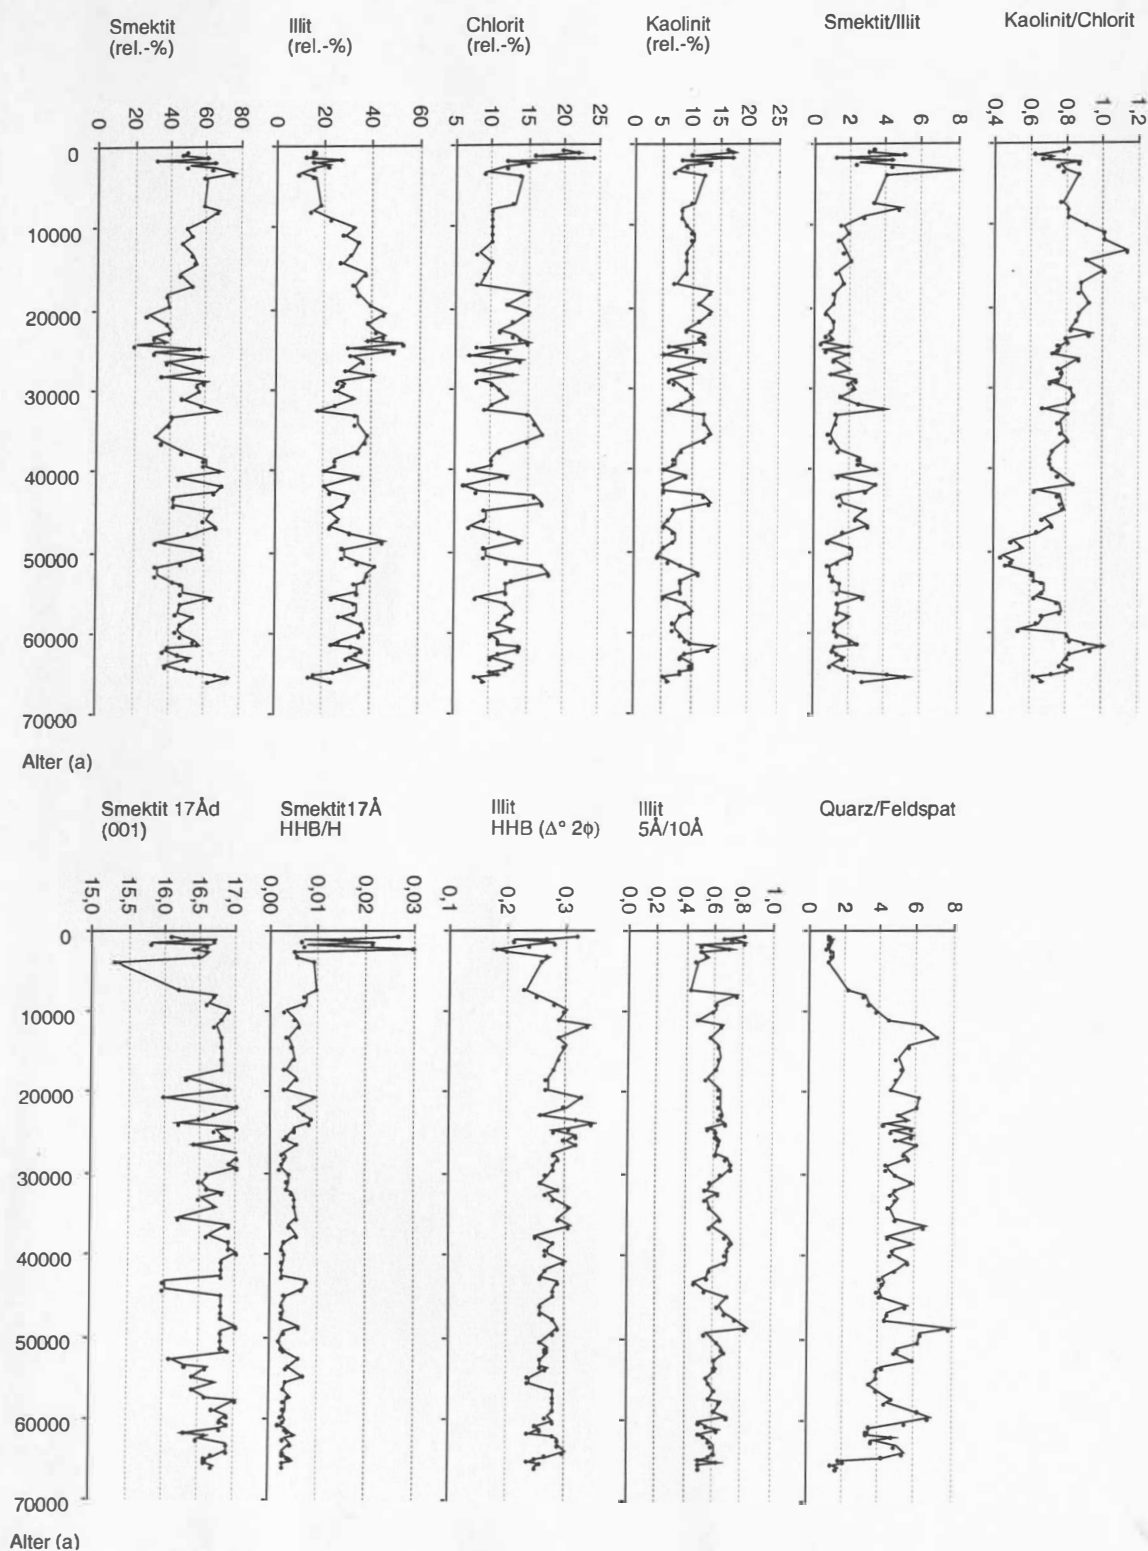 Smektit
(rel.-%)
Illit
(rel.-%)
Chlorit
(rel.-%)
Kaolinit
(rel.-%)
Smektit/Illit
Kaolinit/Chlorit
0 20 40 60 80
0 20 40 60
5 10 15 20 25
0 5 10 15 20 25
0 2 4 6 8
0,4 0,6 0,8 1,0 1,2
0
10000
20000
30000
40000
50000
60000
70000
Alter (a)
Smektit 17Åd
(001)
Smektit17Å
HHB/H
Illit
HHB (Δ° 2ϕ)
Illit
5Å/10Å
Quarz/Feldspat
15,0 15,5 16,0 16,5 17,0
0,00 0,01 0,02 0,03
0,1 0,2 0,3
0,0 0,2 0,4 0,6 0,8 1,0
0 2 4 6 8
0
10000
20000
30000
40000
50000
60000
70000
Alter (a)